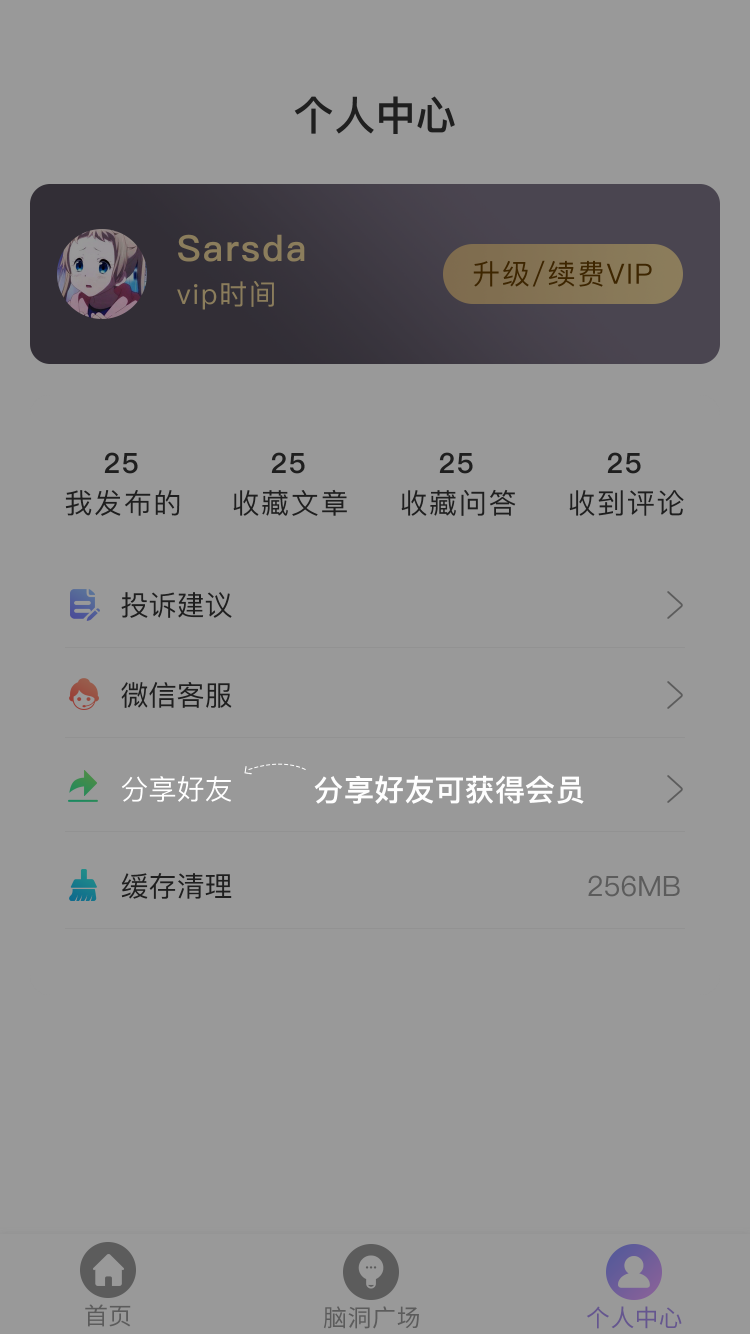 个人中心
Sarsda
vip时间
升级/续费VIP
25 25 25 25
我发布的 收藏文章 收藏问答 收到评论
投诉建议
微信客服
分享好友 分享好友可获得会员
缓存清理 256MB
首页 脑洞广场 个人中心